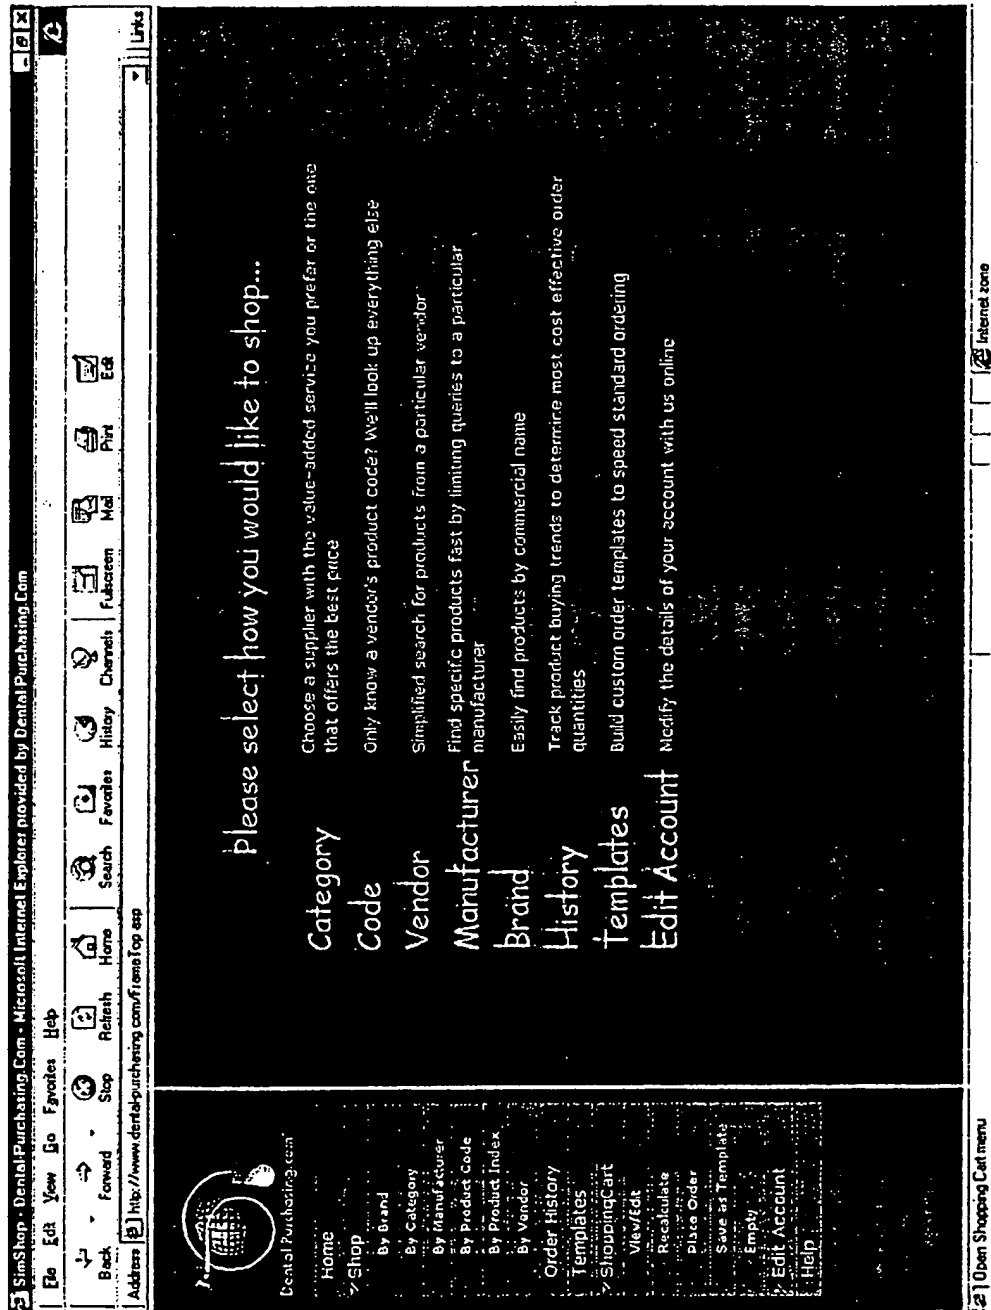 SimShop - Dental-Purchasing.Com - Microsoft Internet Explorer provided by Dental-Purchasing.Com
File Edit View Go Favorites Help
Back Forward Stop Refresh Home Search Favorites History Channels Fullscreen Mail Print Edit
Address http://www.dental-purchasing.com/FrameTop.asp Links
Dental Purchasing.com
Home
Shop
By Brand
By Category
By Manufacturer
By Product Code
By Product Index
By Vendor
Order History
Templates
ShoppingCart
View/Edit
Recalculate
Place Order
Save as Template
Empty
Edit Account
Help
Please select how you would like to shop...
Category Choose a supplier with the value-added service you prefer or the one
that offers the best price
Code Only know a vendor's product code? We'll look up everything else
Vendor Simplified search for products from a particular vendor
Manufacturer Find specific products fast by limiting queries to a particular
manufacturer
Brand Easily find products by commercial name
History Track product buying trends to determine most cost effective order
quantities
Templates Build custom order templates to speed standard ordering
Edit Account Modify the details of your account with us online
Open Shopping Cart menu Internet zone